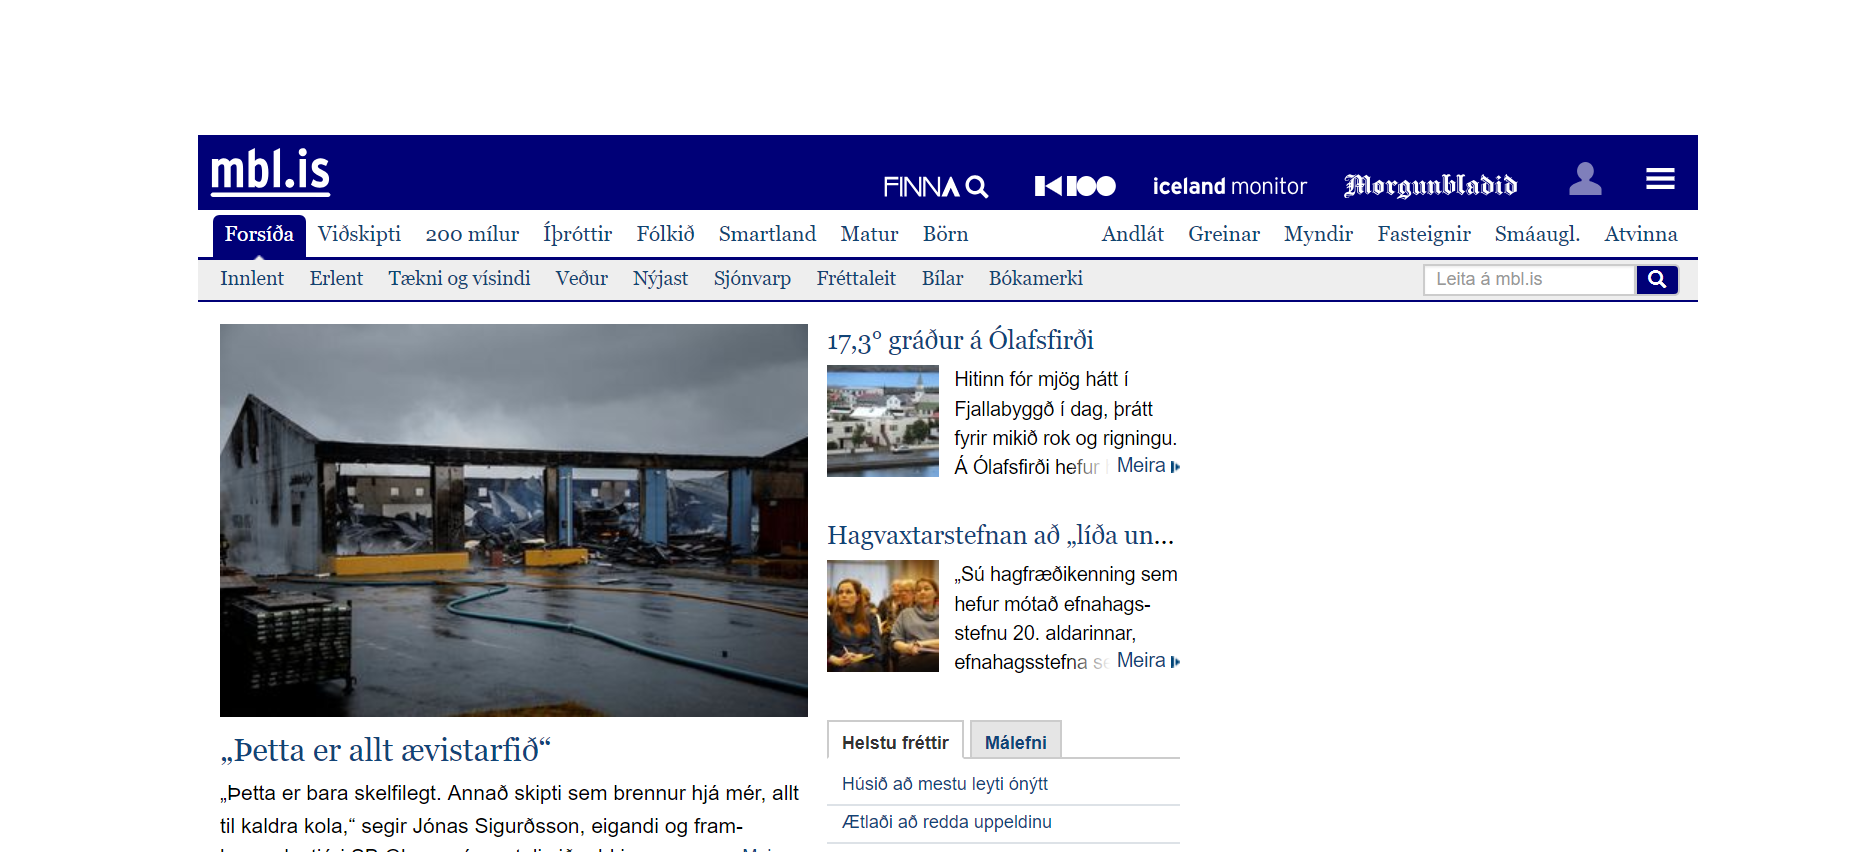 mbl.is
FINNA
K100
iceland monitor
Morgunbladid
Forsíða Viðskipti 200 mílur Íþróttir Fólkið Smartland Matur Börn Andlát Greinar Myndir Fasteignir Smáaugl. Atvinna
Innlent Erlent Tækni og vísindi Veður Nýjast Sjónvarp Fréttaleit Bílar Bókamerki Leita á mbl.is
17,3° gráður á Ólafsfirði
Hitinn fór mjög hátt í
Fjallabyggð í dag, þrátt
fyrir mikið rok og rigningu.
Á Ólafsfirði hefur Meira
Hagvaxtarstefnan að „líða un...
„Sú hagfræðikenning sem
hefur mótað efnahags-
stefnu 20. aldarinnar,
efnahagsstefna se Meira
„Þetta er allt ævistarfið“
„Þetta er bara skelfilegt. Annað skipti sem brennur hjá mér, allt
til kaldra kola,“ segir Jónas Sigurðsson, eigandi og fram-
Helstu fréttir Málefni
Húsið að mestu leyti ónýtt
Ætlaði að redda uppeldinu